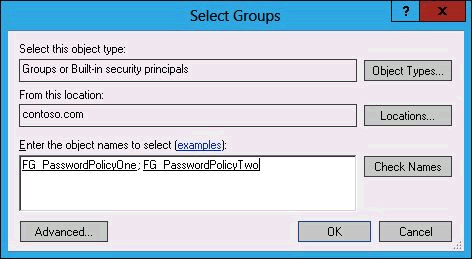 Select Groups
?
x
Select this object type:
Groups or Built-in security principals
Object Types...
From this location:
contoso.com
Locations...
Enter the object names to select (examples):
FG_PasswordPolicyOne; FG_PasswordPolicyTwo
Check Names
Advanced...
OK
Cancel